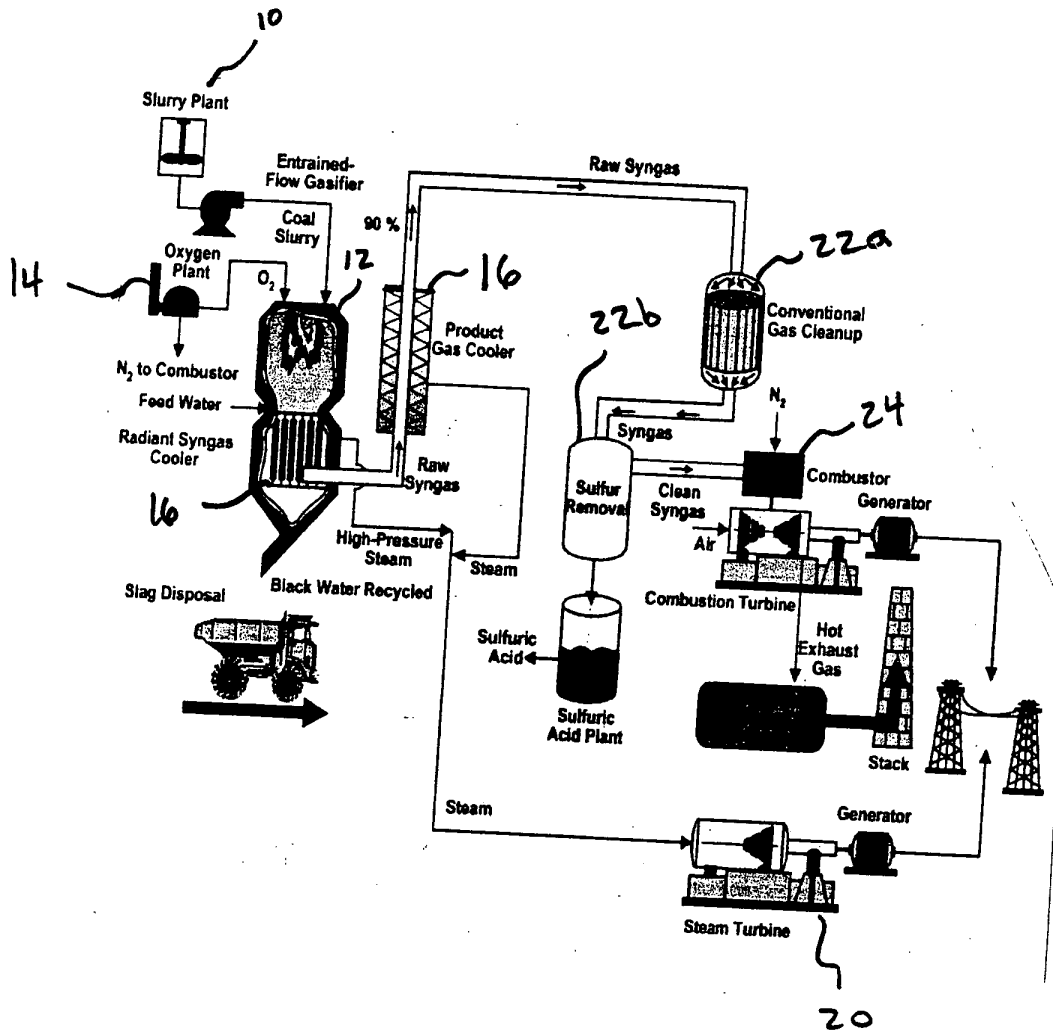 10
Slurry Plant
Entrained-
Flow Gasifier
Coal
Slurry
Oxygen
Plant
14
O2
12
N2 to Combustor
Feed Water
Radiant Syngas
Cooler
16
90 %
16
Product
Gas Cooler
Raw
Syngas
High-Pressure
Steam
Steam
Black Water Recycled
Slag Disposal
Raw Syngas
22a
Conventional
Gas Cleanup
22b
Syngas
N2
24
Sulfur
Removal
Clean
Syngas
Combustor
Generator
Air
Combustion Turbine
Sulfuric
Acid
Sulfuric
Acid Plant
Hot
Exhaust
Gas
Stack
Steam
Generator
Steam Turbine
20